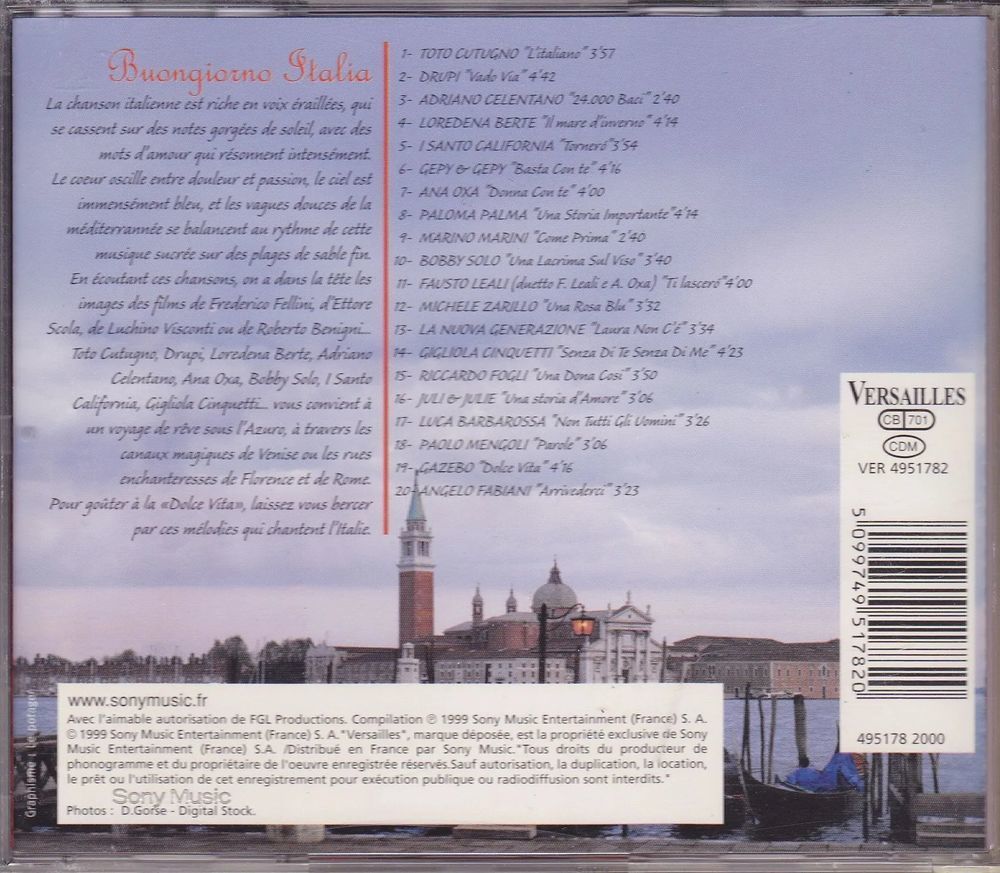 Buongiorno Italia
La chanson italienne est riche en voix éraillées, qui
se cassent sur des notes gorgées de soleil, avec des
mots d'amour qui résonnent intensément.
Le coeur oscille entre douleur et passion, le ciel est
immensément bleu, et les vagues douces de la
méditerrannée se balancent au rythme de cette
musique sucrée sur des plages de sable fin.
En écoutant ces chansons, on a dans la tête les
images des films de Frederico Fellini, d'Ettore
Scola, de Luchino Visconti ou de Roberto Benigni...
Toto Cutugno, Drupi, Loredena Berte, Adriano
Celentano, Ana Oxa, Bobby Solo, I Santo
California, Gigliola Cinquetti... vous convient à
un voyage de rêve sous l'Azuro, à travers les
canaux magiques de Venise ou les rues
enchanteresses de Florence et de Rome.
Pour goûter à la «Dolce Vita», laissez vous bercer
par ces mélodies qui chantent l'Italie.
1- TOTO CUTUGNO "L'italiano" 3'57
2- DRUPI "Vado Via" 4'42
3- ADRIANO CELENTANO "24.000 Baci" 2'40
4- LOREDENA BERTE "Il mare d'inverno" 4'14
5- I SANTO CALIFORNIA "Torneró" 3'54
6- GEPY & GEPY "Basta Con te" 4'16
7- ANA OXA "Donna Con te" 4'00
8- PALOMA PALMA "Una Storia Importante" 4'14
9- MARINO MARINI "Come Prima" 2'40
10- BOBBY SOLO "Una Lacrima Sul Viso" 3'40
11- FAUSTO LEALI (duetto F. Leali e A. Oxa) "Ti lasceró" 4'00
12- MICHELE ZARILLO "Una Rosa Blu" 3'32
13- LA NUOVA GENERAZIONE "Laura Non C'é" 3'34
14- GIGLIOLA CINQUETTI "Senza Di Te Senza Di Me" 4'23
15- RICCARDO FOGLI "Una Dona Cosi" 3'50
16- JULI & JULIE "Una storia d'Amore" 3'06
17- LUCA BARBAROSSA "Non Tutti Gli Uomini" 3'26
18- PAOLO MENGOLI "Parole" 3'06
19- GAZEBO "Dolce Vita" 4'16
20- ANGELO FABIANI "Arrivederci" 3'23
VERSAILLES
CB 701
CDM
VER 4951782
5099749517820
495178 2000
www.sonymusic.fr
Avec l'aimable autorisation de FGL Productions. Compilation ℗ 1999 Sony Music Entertainment (France) S. A.
© 1999 Sony Music Entertainment (France) S. A."Versailles", marque déposée, est la propriété exclusive de Sony
Music Entertainment (France) S.A. /Distribué en France par Sony Music."Tous droits du producteur de
phonogramme et du propriétaire de l'oeuvre enregistrée réservés.Sauf autorisation, la duplication, la location,
le prêt ou l'utilisation de cet enregistrement pour exécution publique ou radiodiffusion sont interdits."
Sony Music
Photos : D.Gorse - Digital Stock.
Graphisme